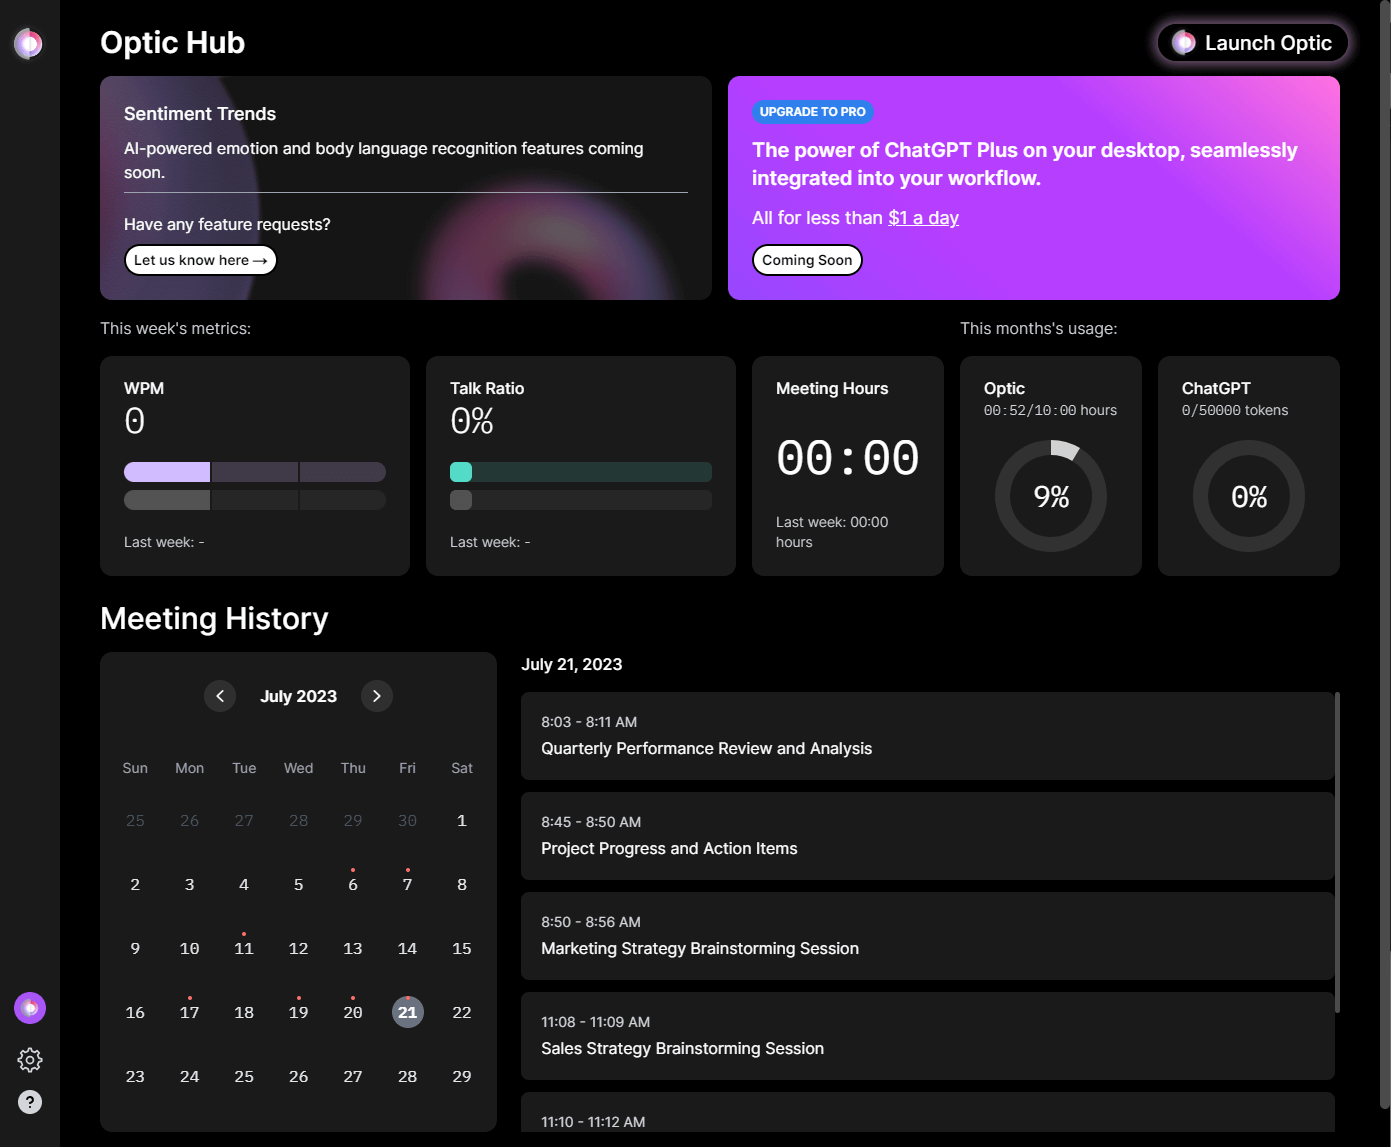 Optic Hub
Launch Optic
Sentiment Trends
AI-powered emotion and body language recognition features coming
soon.
Have any feature requests?
Let us know here →
UPGRADE TO PRO
The power of ChatGPT Plus on your desktop, seamlessly
integrated into your workflow.
All for less than $1 a day
Coming Soon
This week's metrics:
This months's usage:
WPM
0
Last week: -
Talk Ratio
0%
Last week: -
Meeting Hours
00:00
Last week: 00:00
hours
Optic
00:52/10:00 hours
9%
ChatGPT
0/50000 tokens
0%
Meeting History
July 2023
Sun Mon Tue Wed Thu Fri Sat
25 26 27 28 29 30 1
2 3 4 5 6 7 8
9 10 11 12 13 14 15
16 17 18 19 20 21 22
23 24 25 26 27 28 29
July 21, 2023
8:03 - 8:11 AM
Quarterly Performance Review and Analysis
8:45 - 8:50 AM
Project Progress and Action Items
8:50 - 8:56 AM
Marketing Strategy Brainstorming Session
11:08 - 11:09 AM
Sales Strategy Brainstorming Session
11:10 - 11:12 AM
?